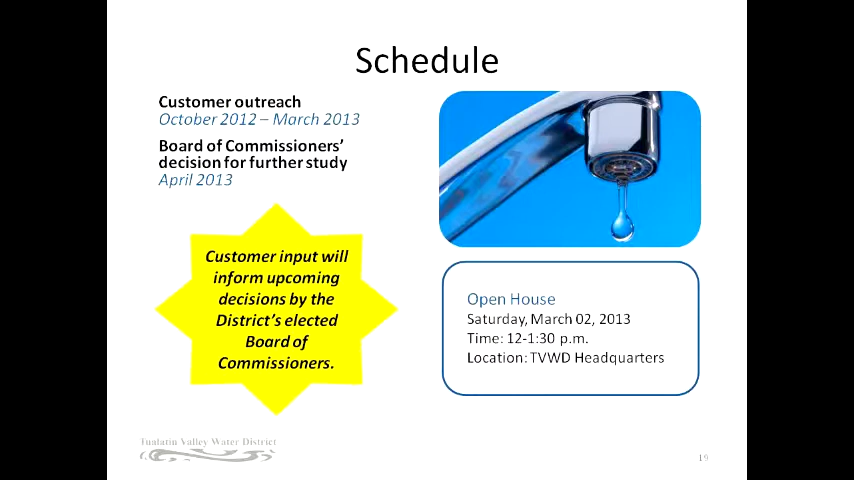 Schedule
Customer outreach
October 2012 – March 2013
Board of Commissioners’
decision for further study
April 2013
Customer input will
inform upcoming
decisions by the
District’s elected
Board of
Commissioners.
Open House
Saturday, March 02, 2013
Time: 12-1:30 p.m.
Location: TVWD Headquarters
Tualatin Valley Water District
19